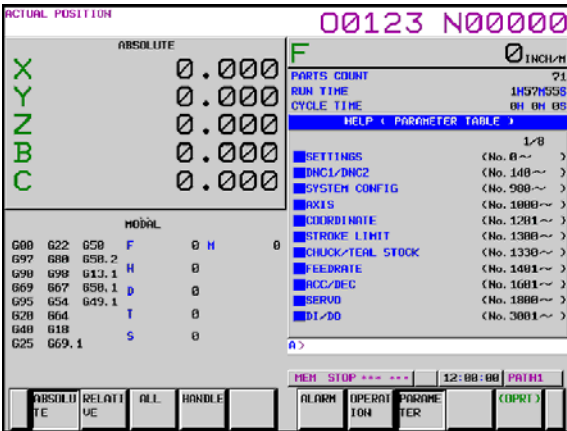 ACTUAL POSITION
O0123 N00000
ABSOLUTE
X 0.000
Y 0.000
Z 0.000
B 0.000
C 0.000
F 0 INCH/M
PARTS COUNT 71
RUN TIME 1H57M55S
CYCLE TIME 0H 0M 0S
HELP ( PARAMETER TABLE )
1/8
SETTINGS (No. 0~ )
DNC1/DNC2 (No. 140~ )
SYSTEM CONFIG (No. 900~ )
AXIS (No. 1000~ )
COORDINATE (No. 1201~ )
STROKE LIMIT (No. 1300~ )
CHUCK/TEAL STOCK (No. 1330~ )
FEEDRATE (No. 1401~ )
ACC/DEC (No. 1601~ )
SERVO (No. 1800~ )
DI/DO (No. 3001~ )
MODAL
G00 G22 G50 F 0 M 0
G97 G80 G50.2
G90 G98 G13.1 H 0
G69 G67 G50.1 D 0
G95 G54 G49.1
G20 G64 T 0
G40 G18
G25 G69.1 S 0
A>
MEM STOP *** *** 12:00:00 PATH1
ABSOLUTE RELATIVE ALL HANDLE
ALARM OPERATION PARAMETER (OPRT)